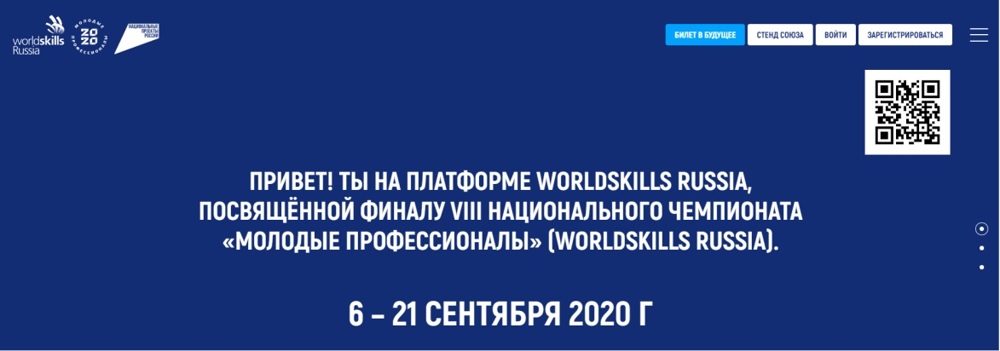 worldskills
Russia
МОЛОДЫЕ
2020
ПРОФЕССИОНАЛЫ
НАЦИОНАЛЬНЫЕ
ПРОЕКТЫ
РОССИИ
БИЛЕТ В БУДУЩЕЕ
СТЕНД СОЮЗА
ВОЙТИ
ЗАРЕГИСТРИРОВАТЬСЯ
ПРИВЕТ! ТЫ НА ПЛАТФОРМЕ WORLDSKILLS RUSSIA,
ПОСВЯЩЁННОЙ ФИНАЛУ VIII НАЦИОНАЛЬНОГО ЧЕМПИОНАТА
«МОЛОДЫЕ ПРОФЕССИОНАЛЫ» (WORLDSKILLS RUSSIA).
6 – 21 СЕНТЯБРЯ 2020 Г